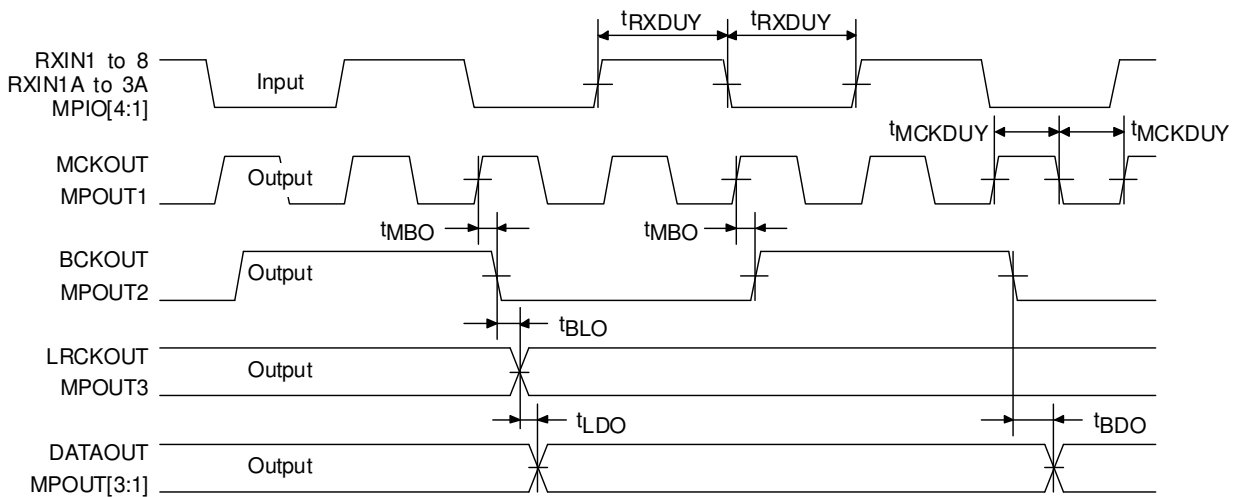 tRXDUY tRXDUY
RXIN1 to 8
RXIN1A to 3A
MPIO[4:1]
Input
tMCKDUY tMCKDUY
MCKOUT
MPOUT1
Output
tMBO tMBO
BCKOUT
MPOUT2
Output
tBLO
LRCKOUT
MPOUT3
Output
tLDO tBDO
DATAOUT
MPOUT[3:1]
Output